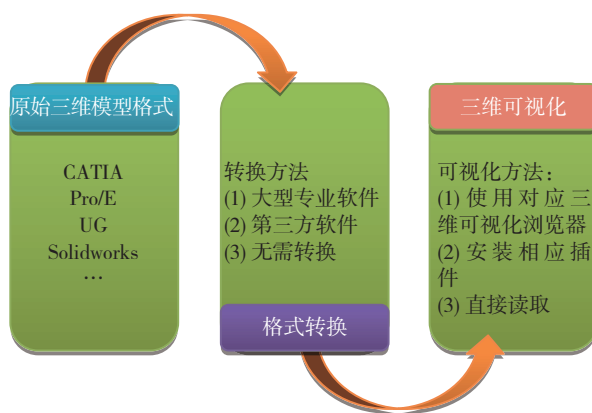 原始三维模型格式
CATIA
Pro/E
UG
Solidworks
…
转换方法
(1) 大型专业软件
(2) 第三方软件
(3) 无需转换
格式转换
三维可视化
可视化方法：
(1) 使用对应三
维可视化浏览器
(2) 安装相应插
件
(3) 直接读取